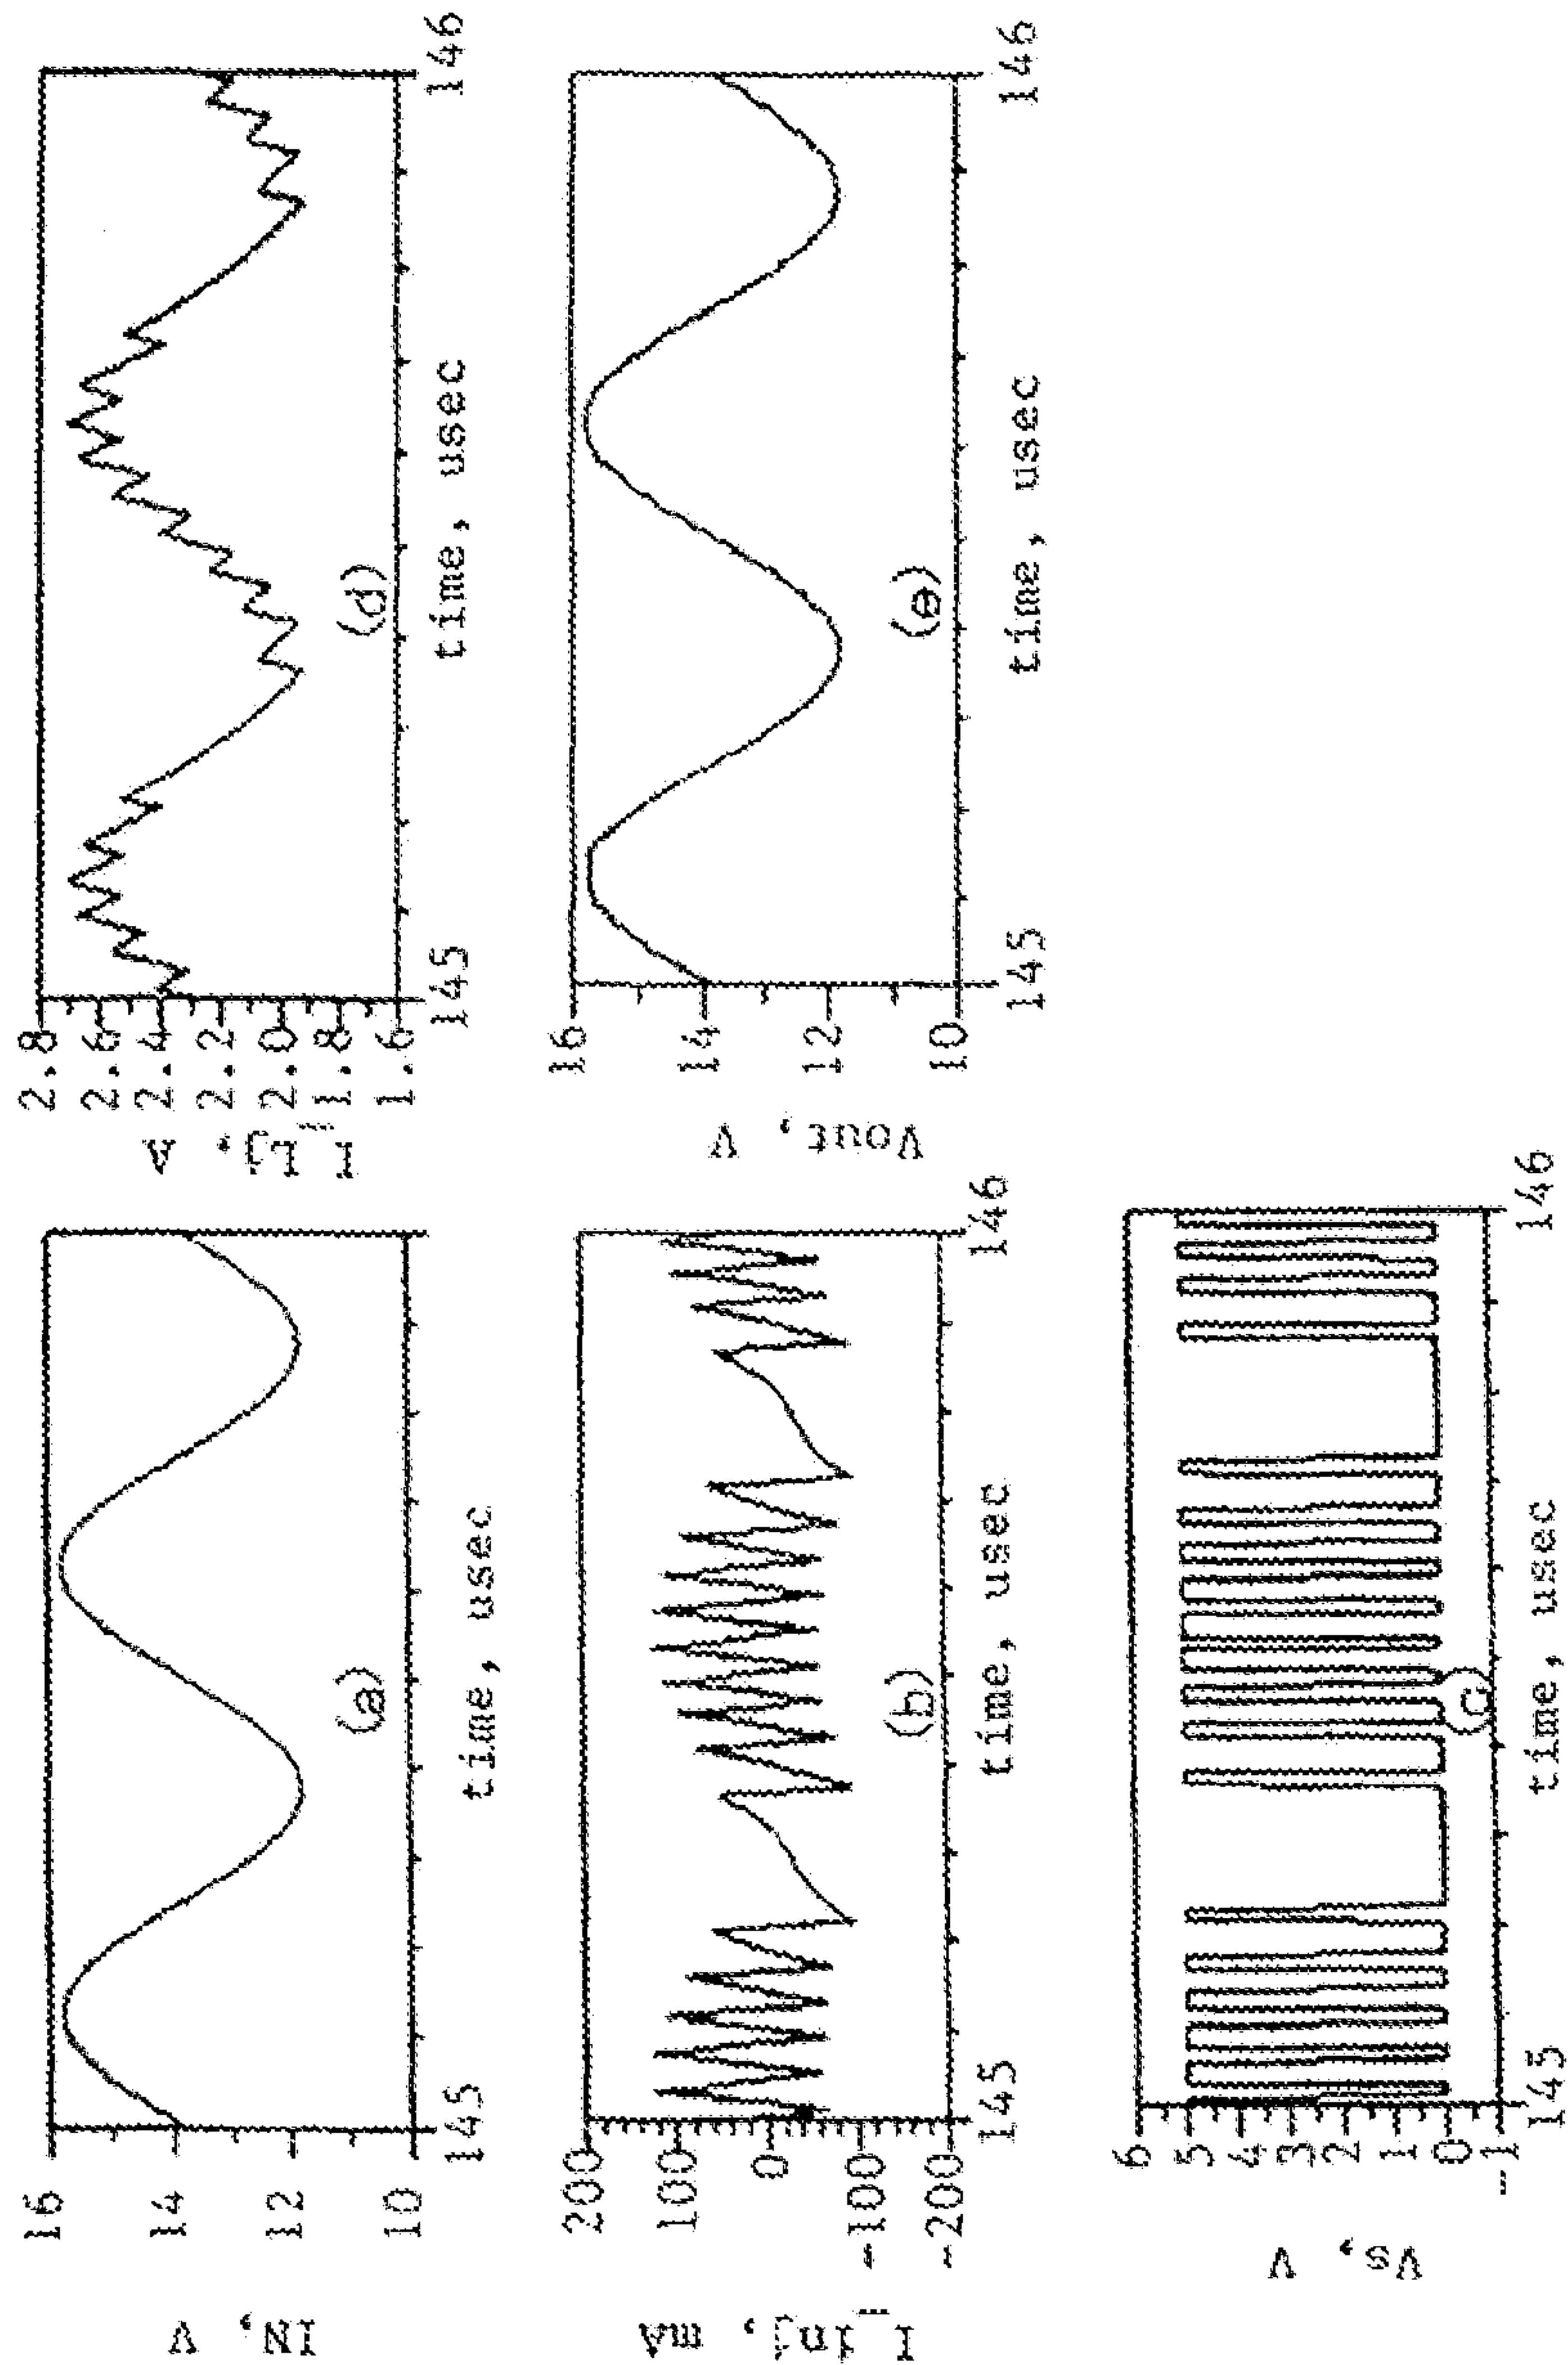 IN, V
16
14
12
10
145
time, usec
(a)
I_inj, mA
200
100
0
-100
-200
145
146
time, usec
(b)
Vs, V
6
5
4
3
2
1
0
-1
145
146
time, usec
(c)
I_Lj, A
2.8
2.6
2.4
2.2
2.0
1.8
1.6
145
146
time, usec
(d)
Vout, V
16
14
12
10
145
146
time, usec
(e)